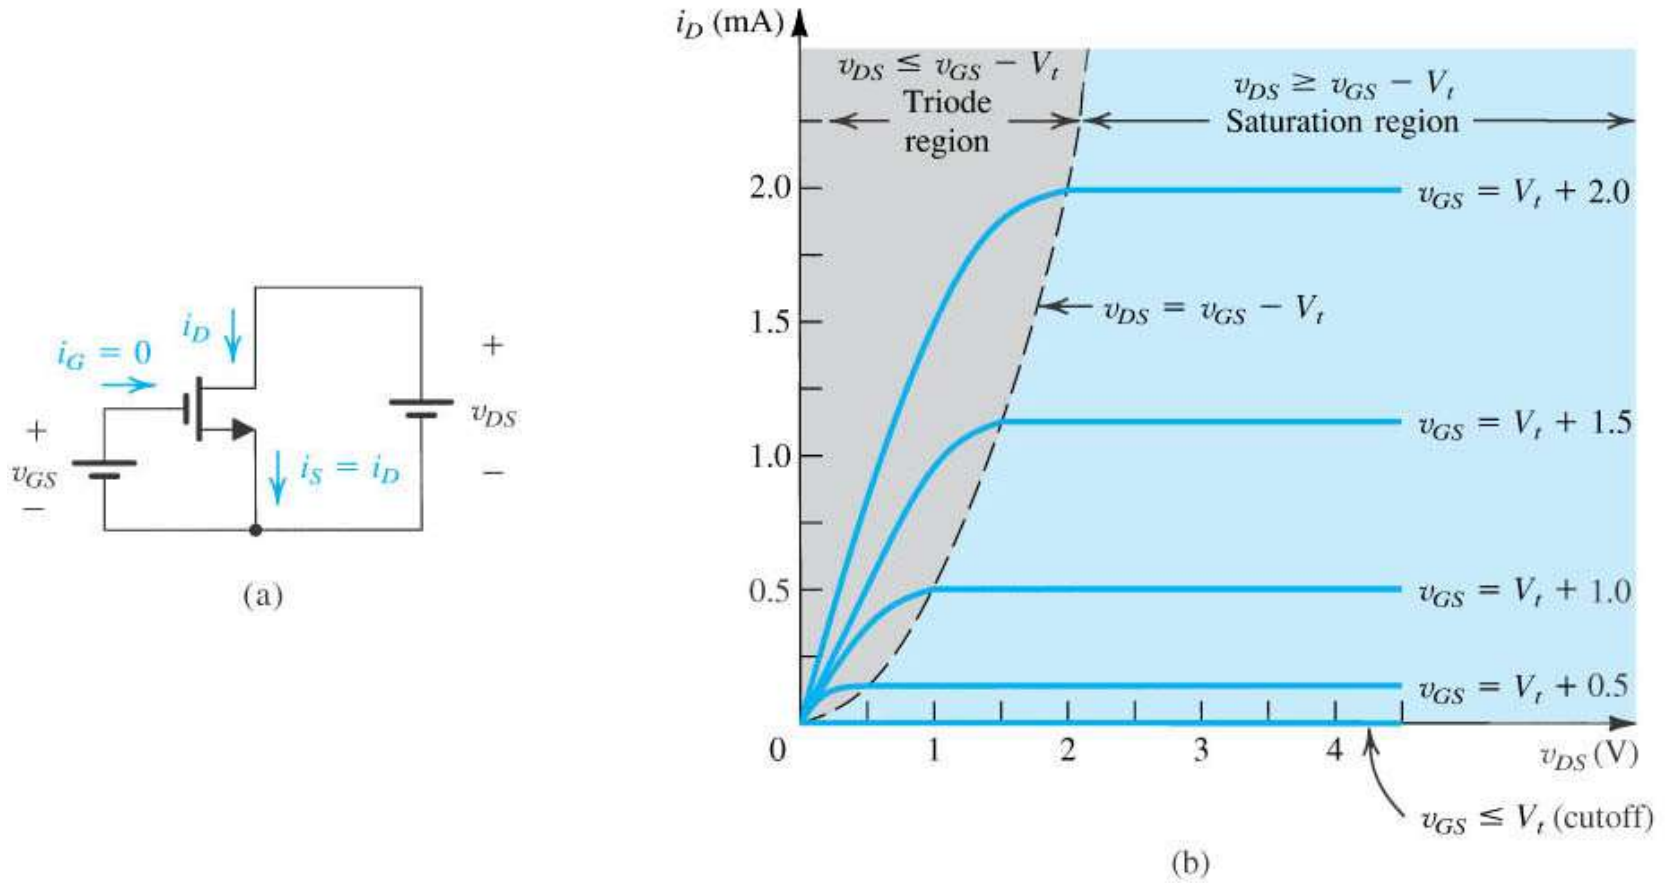 i_G = 0
i_D
+
v_GS
−
i_S = i_D
+
v_DS
−
(a)
i_D (mA)
v_DS ≤ v_GS − V_t
Triode
region
v_DS ≥ v_GS − V_t
Saturation region
2.0
v_GS = V_t + 2.0
1.5
v_DS = v_GS − V_t
1.0
v_GS = V_t + 1.5
0.5
v_GS = V_t + 1.0
v_GS = V_t + 0.5
0
1
2
3
4
v_DS (V)
v_GS ≤ V_t (cutoff)
(b)